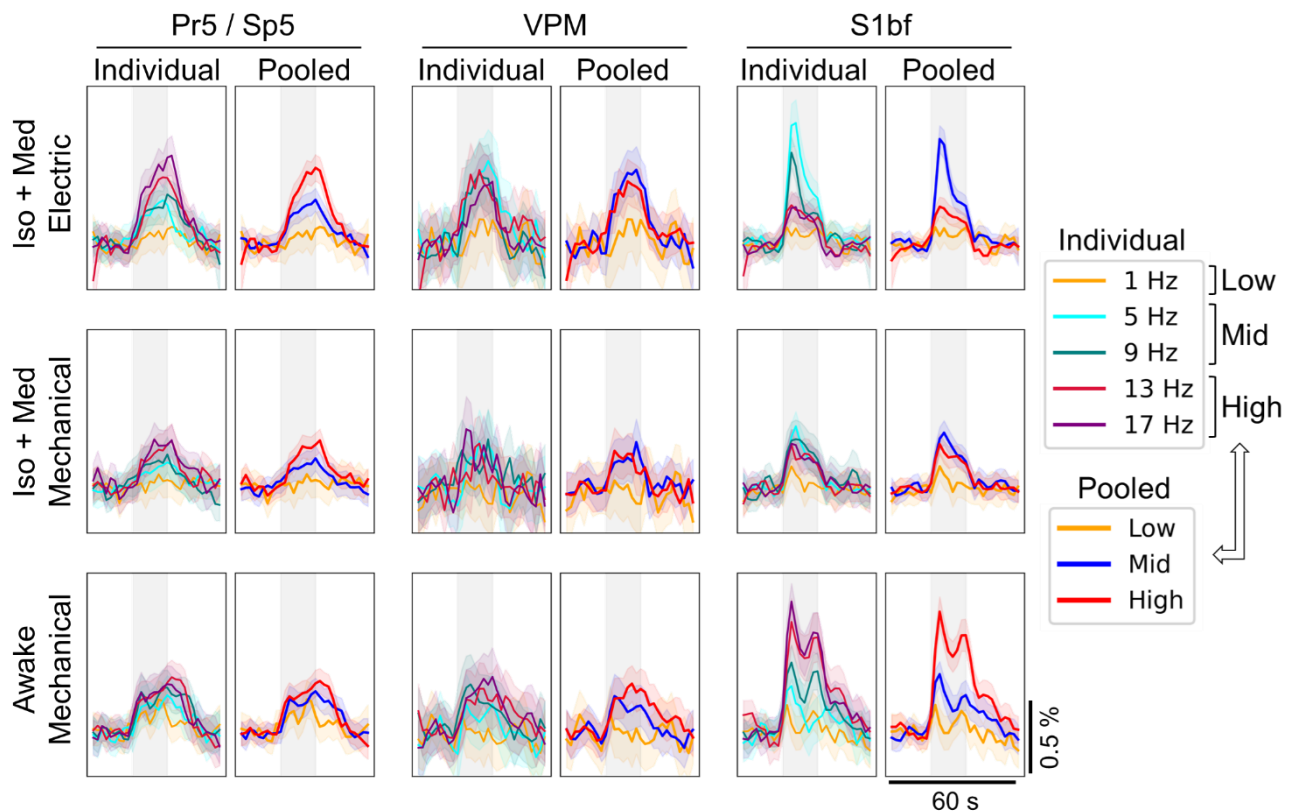 Pr5 / Sp5 VPM S1bf
Individual Pooled Individual Pooled Individual Pooled
Iso + Med
Electric
Iso + Med
Mechanical
Awake
Mechanical
Individual
1 Hz Low
5 Hz
Mid
9 Hz
13 Hz
High
17 Hz
Pooled
Low
Mid
High
0.5 %
60 s